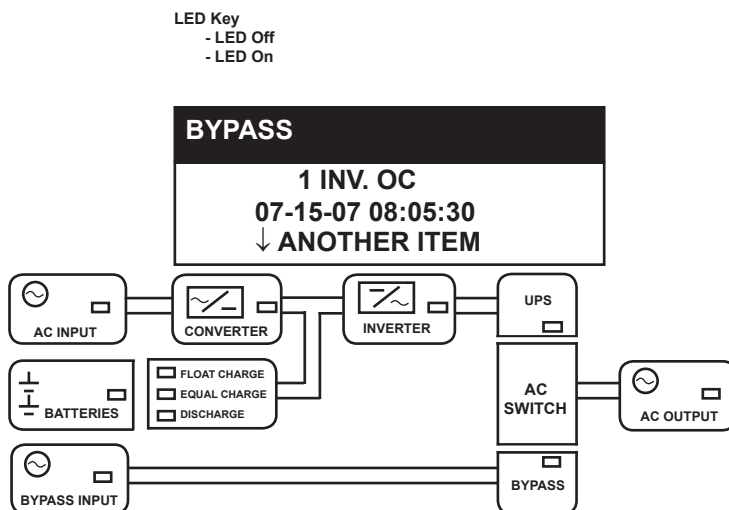 LED Key
- LED Off
- LED On
BYPASS
1 INV. OC
07-15-07 08:05:30
↓ ANOTHER ITEM
AC INPUT
CONVERTER
INVERTER
UPS
BATTERIES
FLOAT CHARGE
EQUAL CHARGE
DISCHARGE
AC
SWITCH
AC OUTPUT
BYPASS INPUT
BYPASS